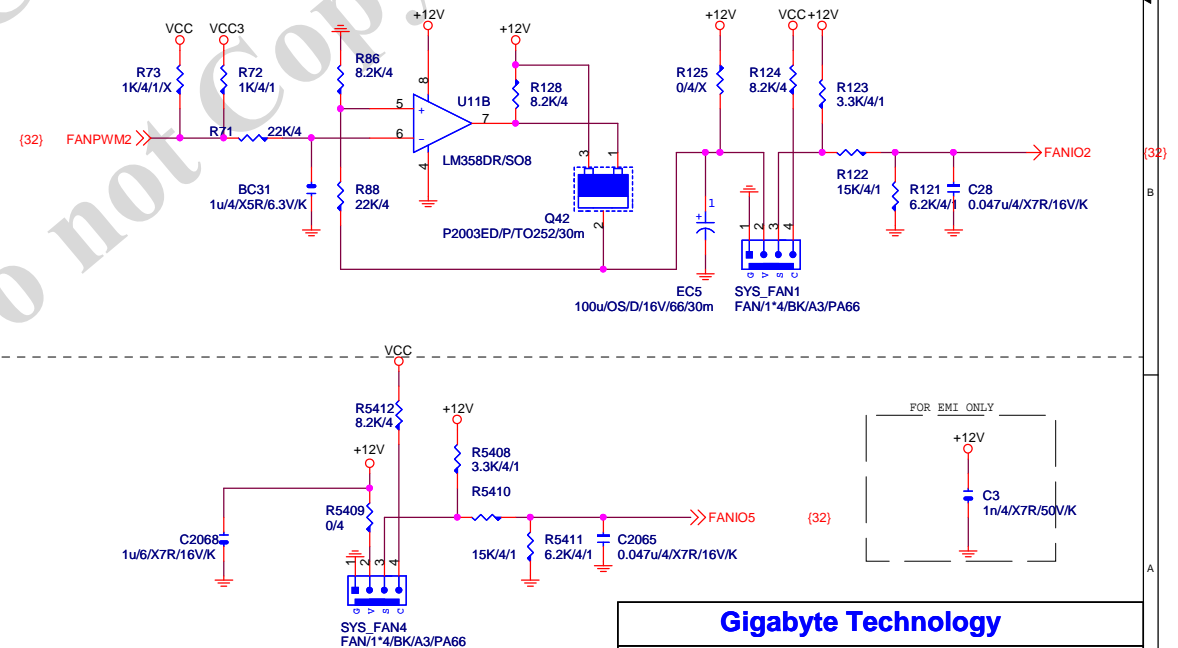 o not Copy
+12V
VCC
VCC3
+12V
+12V
VCC
+12V
R73
1K/4/1/X
R72
1K/4/1
R86
8.2K/4
8
R128
8.2K/4
R125
0/4/X
R124
8.2K/4
R123
3.3K/4/1
5
+
U11B
7
{32}
FANPWM2
R71
22K/4
6
-
LM358DR/SO8
3
1
FANIO2
{32}
4
BC31
1u/4/X5R/6.3V/K
R88
22K/4
R122
15K/4/1
R121
6.2K/4/1
C28
0.047u/4/X7R/16V/K
B
Q42
P2003ED/P/TO252/30m
2
+
1
1
2
3
4
G
V
S
C
EC5
100u/OS/D/16V/66/30m
SYS_FAN1
FAN/1*4/BK/A3/PA66
VCC
R5412
8.2K/4
+12V
FOR EMI ONLY
+12V
+12V
R5408
3.3K/4/1
R5410
C3
1n/4/X7R/50V/K
R5409
0/4
FANIO5
{32}
C2068
1u/6/X7R/16V/K
15K/4/1
R5411
6.2K/4/1
C2065
0.047u/4/X7R/16V/K
1
2
3
4
A
G
V
S
C
SYS_FAN4
FAN/1*4/BK/A3/PA66
Gigabyte Technology